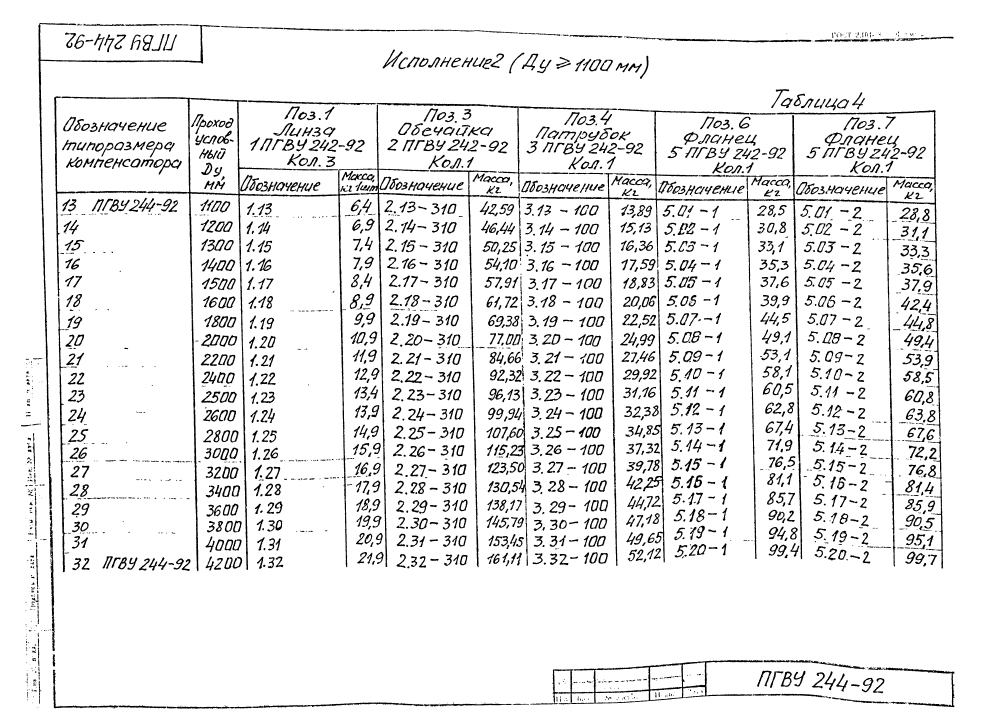 ПГВУ 244-92
Исполнение 2 (Ду ≥ 1100 мм)
Таблица 4
Обозначение типоразмера компенсатора | Проход условный Ду, мм | Поз. 1 Линза 1 ПГВУ 242-92 Кол. 3 | Поз. 3 Обечайка 2 ПГВУ 242-92 Кол. 1 | Поз. 4 Патрубок 3 ПГВУ 242-92 Кол. 1 | Поз. 6 Фланец 5 ПГВУ 242-92 Кол. 1 | Поз. 7 Фланец 5 ПГВУ 242-92 Кол. 1
Обозначение | Масса, кг 1шт | Обозначение | Масса, кг | Обозначение | Масса, кг | Обозначение | Масса, кг | Обозначение | Масса, кг
13 ПГВУ 244-92 | 1100 | 1.13 | 6,4 | 2.13-310 | 42,59 | 3.13-100 | 13,89 | 5.01-1 | 28,5 | 5.01-2 | 28,8
14 | 1200 | 1.14 | 6,9 | 2.14-310 | 46,44 | 3.14-100 | 15,13 | 5.02-1 | 30,8 | 5.02-2 | 31,1
15 | 1300 | 1.15 | 7,4 | 2.15-310 | 50,25 | 3.15-100 | 16,36 | 5.03-1 | 33,1 | 5.03-2 | 33,3
16 | 1400 | 1.16 | 7,9 | 2.16-310 | 54,10 | 3.16-100 | 17,59 | 5.04-1 | 35,3 | 5.04-2 | 35,6
17 | 1500 | 1.17 | 8,4 | 2.17-310 | 57,91 | 3.17-100 | 18,83 | 5.05-1 | 37,6 | 5.05-2 | 37,9
18 | 1600 | 1.18 | 8,9 | 2.18-310 | 61,72 | 3.18-100 | 20,06 | 5.06-1 | 39,9 | 5.06-2 | 42,4
19 | 1800 | 1.19 | 9,9 | 2.19-310 | 69,38 | 3.19-100 | 22,52 | 5.07-1 | 44,5 | 5.07-2 | 44,8
20 | 2000 | 1.20 | 10,9 | 2.20-310 | 77,00 | 3.20-100 | 24,99 | 5.08-1 | 49,1 | 5.08-2 | 49,4
21 | 2200 | 1.21 | 11,9 | 2.21-310 | 84,66 | 3.21-100 | 27,46 | 5.09-1 | 53,1 | 5.09-2 | 53,9
22 | 2400 | 1.22 | 12,9 | 2.22-310 | 92,32 | 3.22-100 | 29,92 | 5.10-1 | 58,1 | 5.10-2 | 58,5
23 | 2500 | 1.23 | 13,4 | 2.23-310 | 96,13 | 3.23-100 | 31,16 | 5.11-1 | 60,5 | 5.11-2 | 60,8
24 | 2600 | 1.24 | 13,9 | 2.24-310 | 99,94 | 3.24-100 | 32,38 | 5.12-1 | 62,8 | 5.12-2 | 63,8
25 | 2800 | 1.25 | 14,9 | 2.25-310 | 107,60 | 3.25-100 | 34,85 | 5.13-1 | 67,4 | 5.13-2 | 67,6
26 | 3000 | 1.26 | 15,9 | 2.26-310 | 115,23 | 3.26-100 | 37,32 | 5.14-1 | 71,9 | 5.14-2 | 72,2
27 | 3200 | 1.27 | 16,9 | 2.27-310 | 123,50 | 3.27-100 | 39,78 | 5.15-1 | 76,5 | 5.15-2 | 76,8
28 | 3400 | 1.28 | 17,9 | 2.28-310 | 130,54 | 3.28-100 | 42,25 | 5.16-1 | 81,1 | 5.16-2 | 81,4
29 | 3600 | 1.29 | 18,9 | 2.29-310 | 138,17 | 3.29-100 | 44,72 | 5.17-1 | 85,7 | 5.17-2 | 85,9
30 | 3800 | 1.30 | 19,9 | 2.30-310 | 145,79 | 3.30-100 | 47,18 | 5.18-1 | 90,2 | 5.18-2 | 90,5
31 | 4000 | 1.31 | 20,9 | 2.31-310 | 153,45 | 3.31-100 | 49,65 | 5.19-1 | 94,8 | 5.19-2 | 95,1
32 ПГВУ 244-92 | 4200 | 1.32 | 21,9 | 2.32-310 | 161,11 | 3.32-100 | 52,12 | 5.20-1 | 99,4 | 5.20-2 | 99,7
ПГВУ 244-92